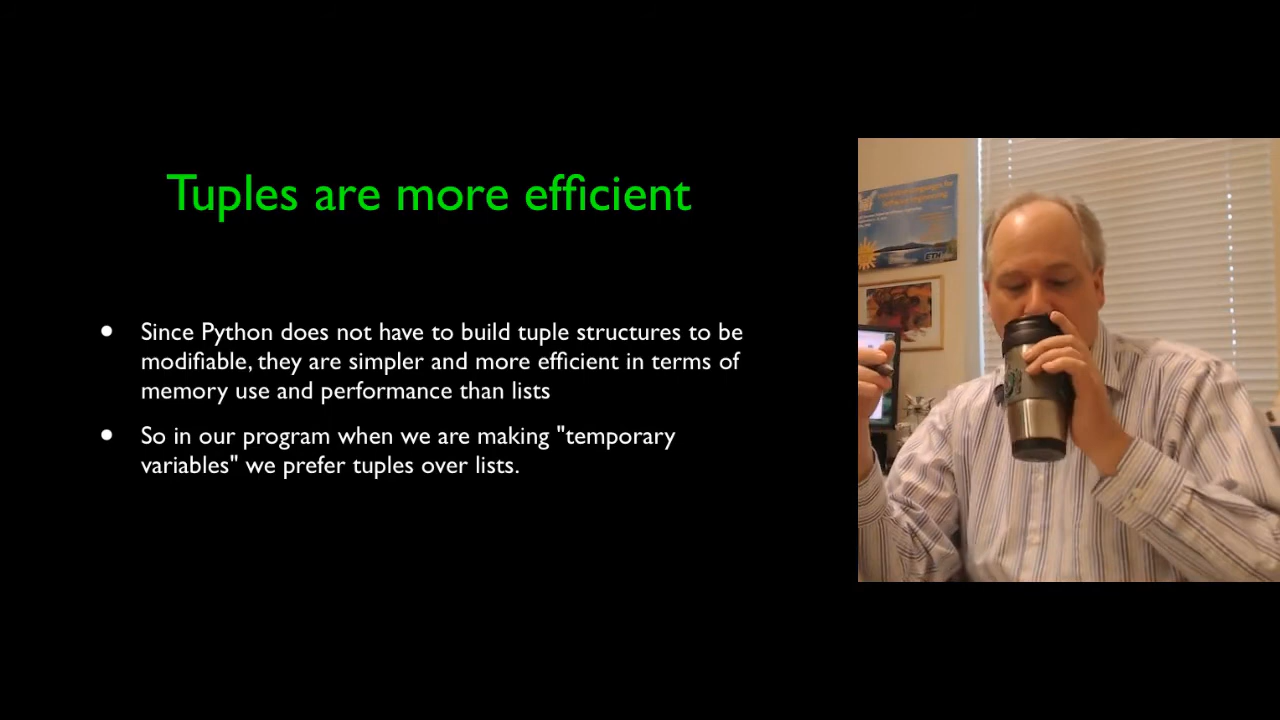 Tuples are more efficient
• Since Python does not have to build tuple structures to be
modifiable, they are simpler and more efficient in terms of
memory use and performance than lists
• So in our program when we are making "temporary
variables" we prefer tuples over lists.